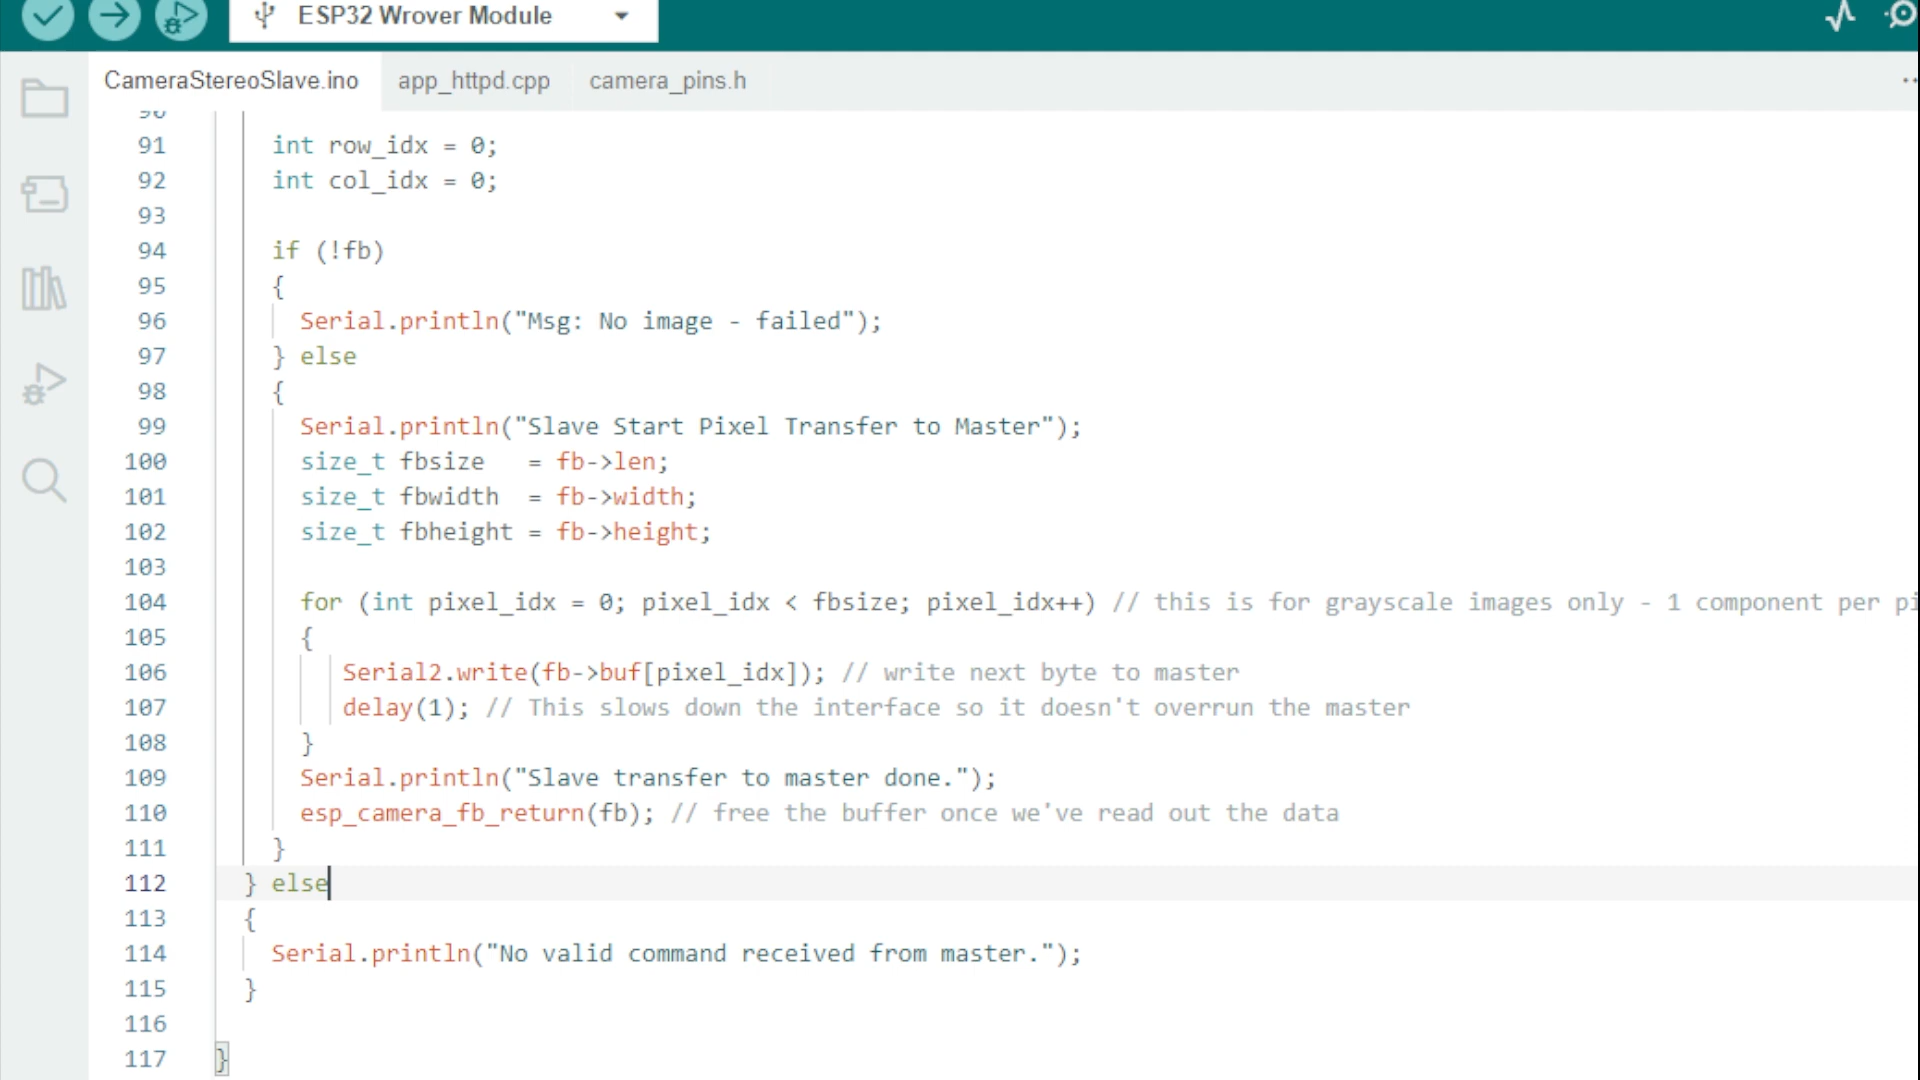 ESP32 Wrover Module
CameraStereoSlave.ino app_httpd.cpp camera_pins.h
91 int row_idx = 0;
92 int col_idx = 0;
93
94 if (!fb)
95 {
96 Serial.println("Msg: No image - failed");
97 } else
98 {
99 Serial.println("Slave Start Pixel Transfer to Master");
100 size_t fbsize   = fb->len;
101 size_t fbwidth  = fb->width;
102 size_t fbheight = fb->height;
103
104 for (int pixel_idx = 0; pixel_idx < fbsize; pixel_idx++) // this is for grayscale images only - 1 component per pi
105 {
106 Serial2.write(fb->buf[pixel_idx]); // write next byte to master
107 delay(1); // This slows down the interface so it doesn't overrun the master
108 }
109 Serial.println("Slave transfer to master done.");
110 esp_camera_fb_return(fb); // free the buffer once we've read out the data
111 }
112 } else
113 {
114 Serial.println("No valid command received from master.");
115 }
116
117 }